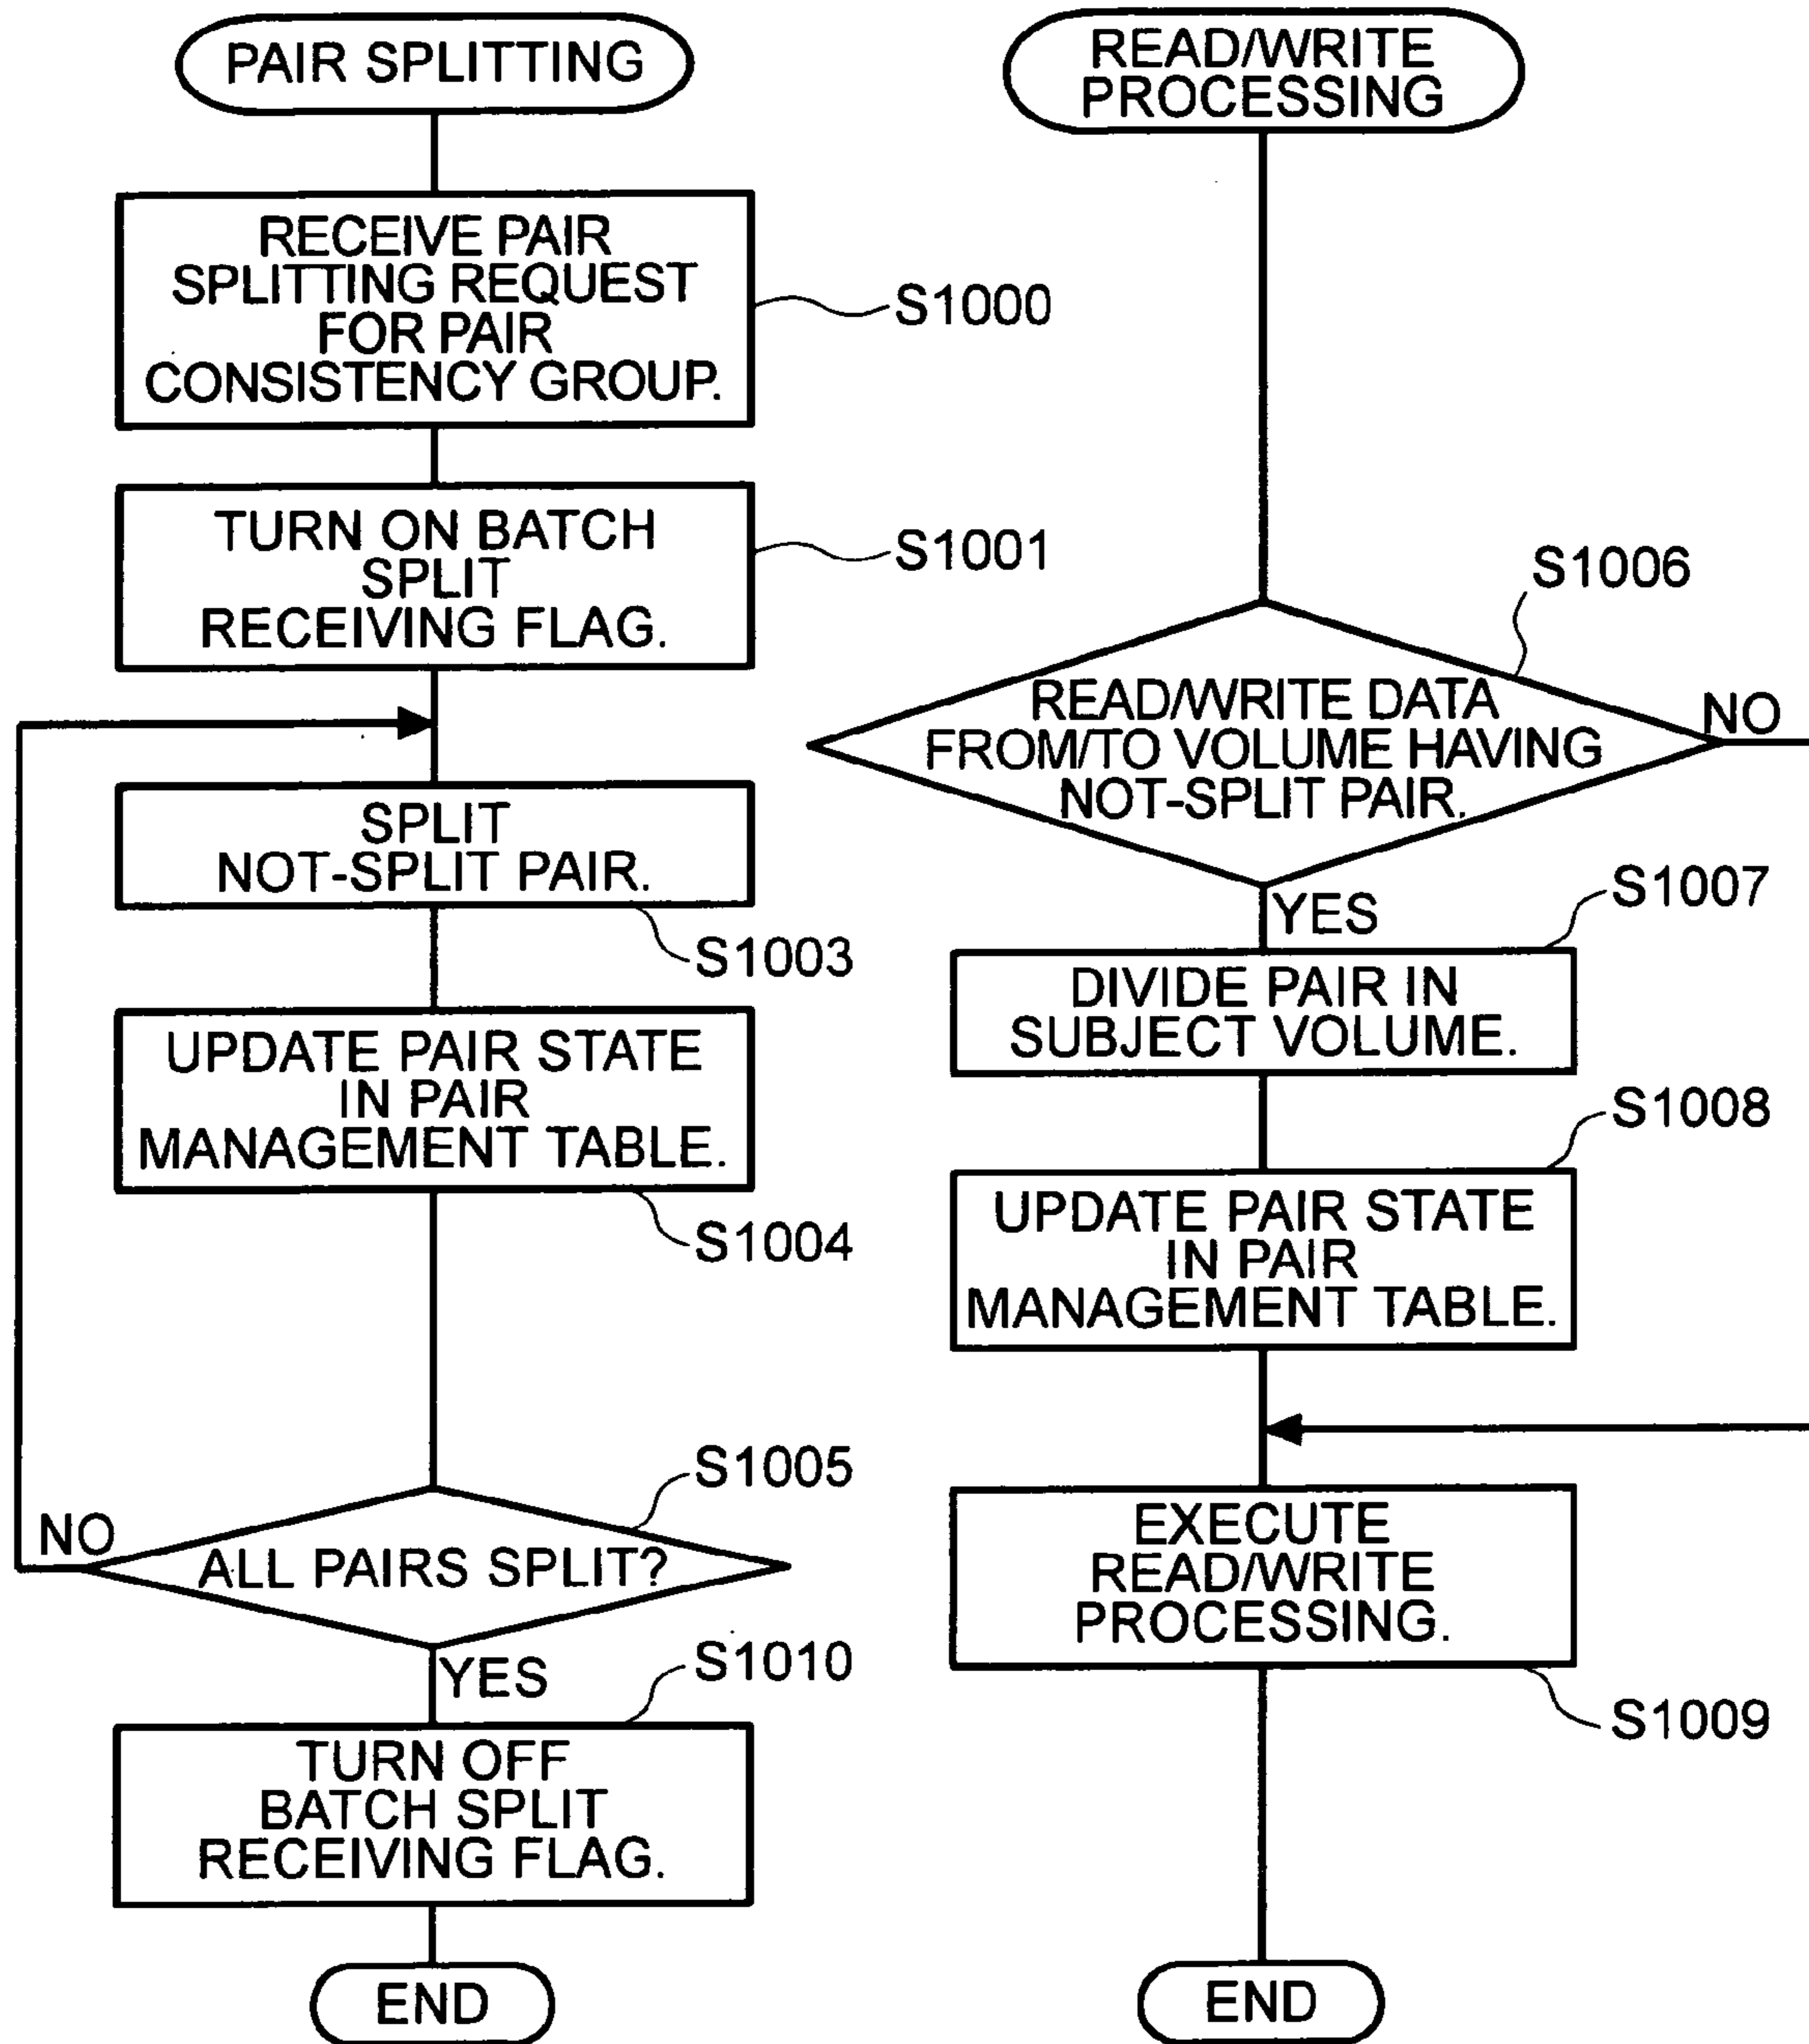 PAIR SPLITTING
RECEIVE PAIR
SPLITTING REQUEST
FOR PAIR
CONSISTENCY GROUP.
S1000
TURN ON BATCH
SPLIT
RECEIVING FLAG.
S1001
SPLIT
NOT-SPLIT PAIR.
S1003
UPDATE PAIR STATE
IN PAIR
MANAGEMENT TABLE.
S1004
S1005
NO
ALL PAIRS SPLIT?
YES
S1010
TURN OFF
BATCH SPLIT
RECEIVING FLAG.
END
READ/WRITE
PROCESSING
S1006
READ/WRITE DATA
FROM/TO VOLUME HAVING
NOT-SPLIT PAIR.
NO
YES
S1007
DIVIDE PAIR IN
SUBJECT VOLUME.
S1008
UPDATE PAIR STATE
IN PAIR
MANAGEMENT TABLE.
EXECUTE
READ/WRITE
PROCESSING.
S1009
END